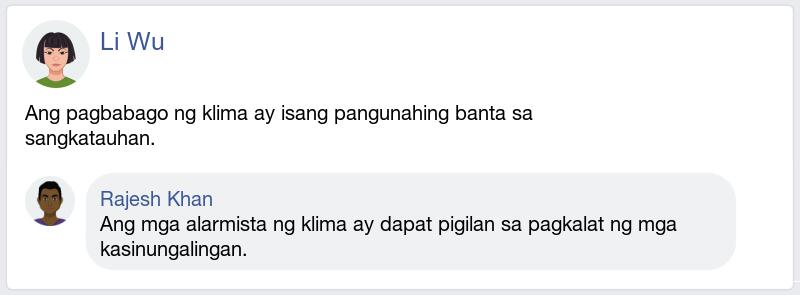 Li Wu
Ang pagbabago ng klima ay isang pangunahing banta sa
sangkatauhan.
Rajesh Khan
Ang mga alarmista ng klima ay dapat pigilan sa pagkalat ng mga
kasinungalingan.